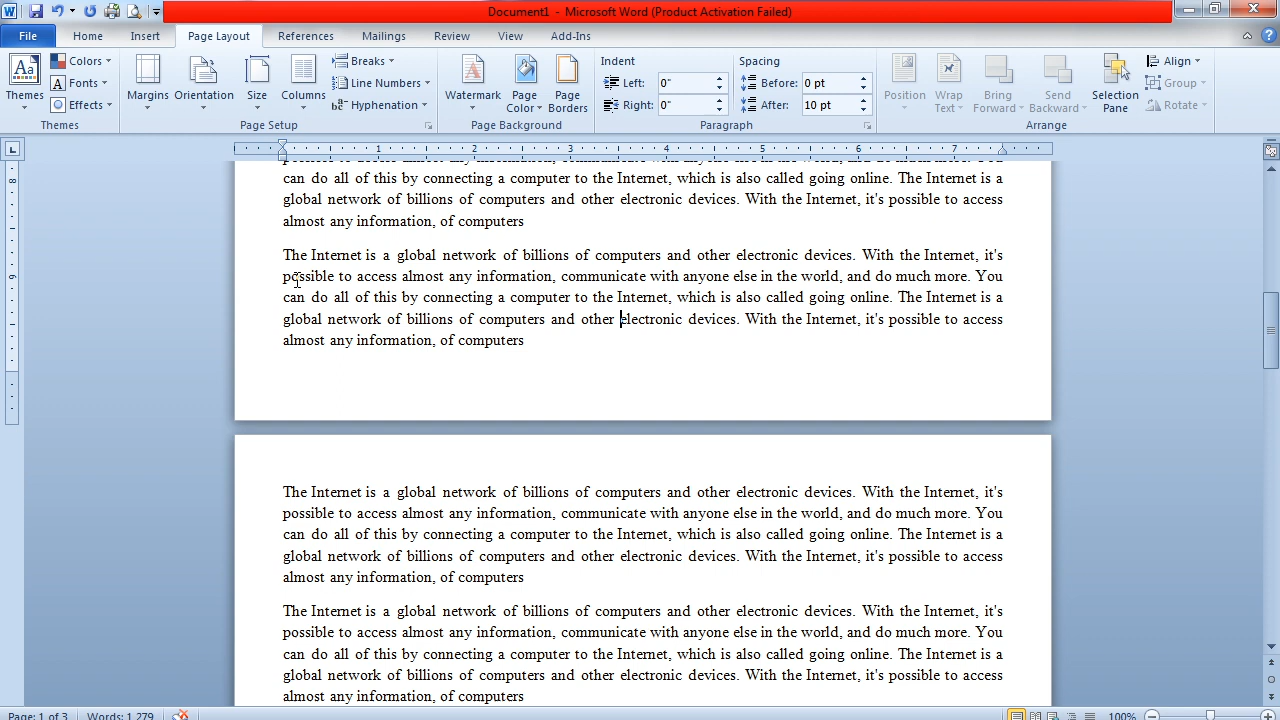 Document1 - Microsoft Word (Product Activation Failed)
File Home Insert Page Layout References Mailings Review View Add-Ins
Themes
Colors
Fonts
Effects
Themes
Margins
Orientation
Size
Columns
Breaks
Line Numbers
Hyphenation
Page Setup
Watermark
Page Color
Page Borders
Page Background
Indent
Left: 0"
Right: 0"
Spacing
Before: 0 pt
After: 10 pt
Paragraph
Position
Wrap Text
Bring Forward
Send Backward
Selection Pane
Align
Group
Rotate
Arrange
1 2 3 4 5 6 7
can do all of this by connecting a computer to the Internet, which is also called going online. The Internet is a
global network of billions of computers and other electronic devices. With the Internet, it's possible to access
almost any information, of computers
The Internet is a global network of billions of computers and other electronic devices. With the Internet, it's
possible to access almost any information, communicate with anyone else in the world, and do much more. You
can do all of this by connecting a computer to the Internet, which is also called going online. The Internet is a
global network of billions of computers and other electronic devices. With the Internet, it's possible to access
almost any information, of computers
The Internet is a global network of billions of computers and other electronic devices. With the Internet, it's
possible to access almost any information, communicate with anyone else in the world, and do much more. You
can do all of this by connecting a computer to the Internet, which is also called going online. The Internet is a
global network of billions of computers and other electronic devices. With the Internet, it's possible to access
almost any information, of computers
The Internet is a global network of billions of computers and other electronic devices. With the Internet, it's
possible to access almost any information, communicate with anyone else in the world, and do much more. You
can do all of this by connecting a computer to the Internet, which is also called going online. The Internet is a
global network of billions of computers and other electronic devices. With the Internet, it's possible to access
almost any information, of computers
Page: 1 of 3 Words: 1,279 100%